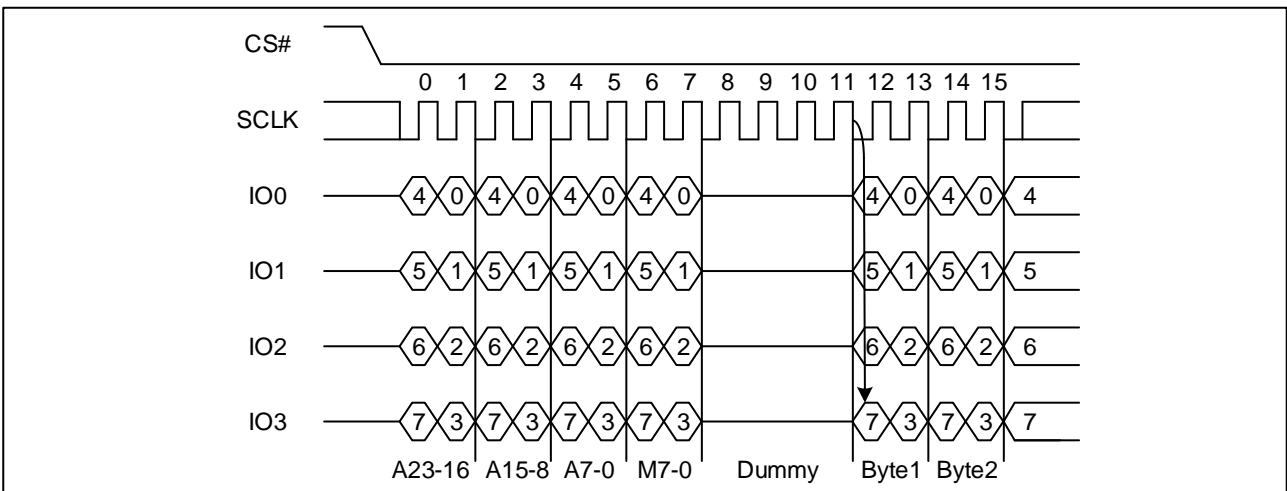 CS#
0 1 2 3 4 5 6 7 8 9 10 11 12 13 14 15
SCLK
IO0 4 0 4 0 4 0 4 0 4 0 4 0 4
IO1 5 1 5 1 5 1 5 1 5 1 5 1 5
IO2 6 2 6 2 6 2 6 2 6 2 6 2 6
IO3 7 3 7 3 7 3 7 3 7 3 7 3 7
A23-16 A15-8 A7-0 M7-0 Dummy Byte1 Byte2